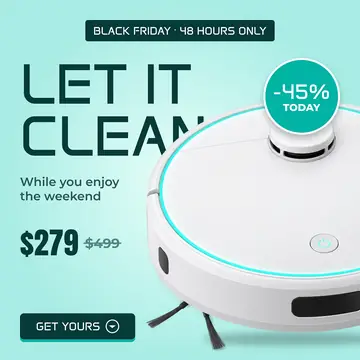 BLACK FRIDAY · 48 HOURS ONLY
LET IT
CLEAN
-45%
TODAY
While you enjoy
the weekend
$279 $499
GET YOURS